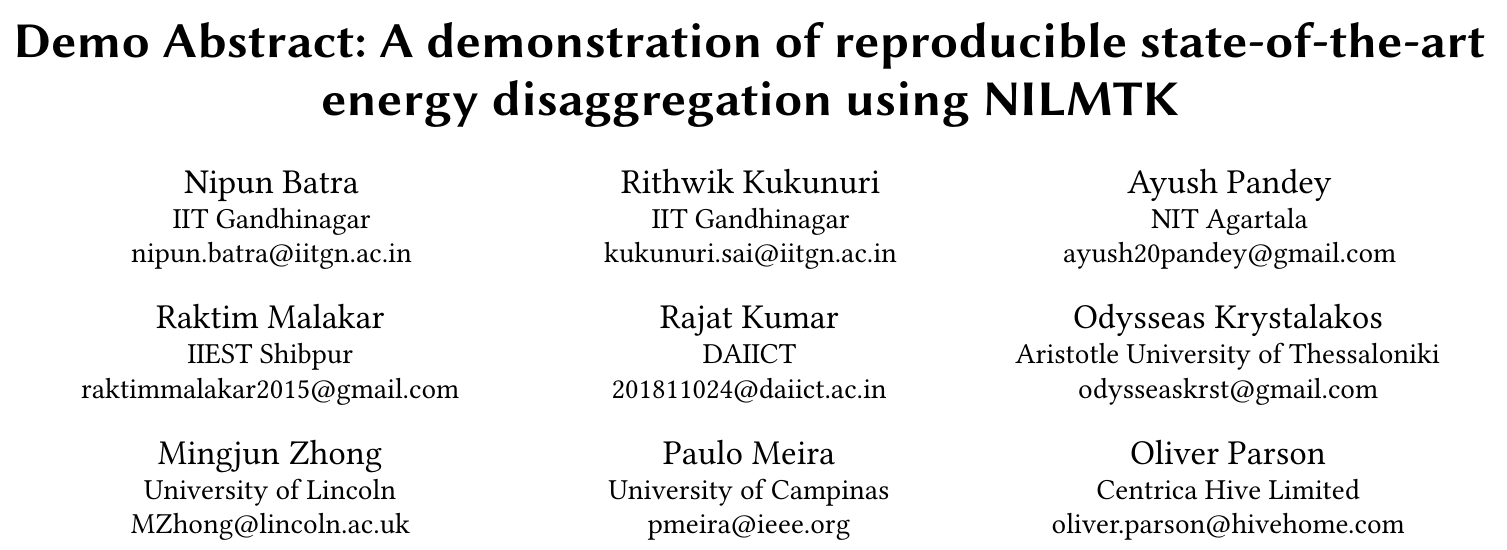 Demo Abstract: A demonstration of reproducible state-of-the-art
energy disaggregation using NILMTK
Nipun Batra
IIT Gandhinagar
nipun.batra@iitgn.ac.in
Rithwik Kukunuri
IIT Gandhinagar
kukunuri.sai@iitgn.ac.in
Ayush Pandey
NIT Agartala
ayush20pandey@gmail.com
Raktim Malakar
IIEST Shibpur
raktimmalakar2015@gmail.com
Rajat Kumar
DAIICT
201811024@daiict.ac.in
Odysseas Krystalakos
Aristotle University of Thessaloniki
odysseaskrst@gmail.com
Mingjun Zhong
University of Lincoln
MZhong@lincoln.ac.uk
Paulo Meira
University of Campinas
pmeira@ieee.org
Oliver Parson
Centrica Hive Limited
oliver.parson@hivehome.com